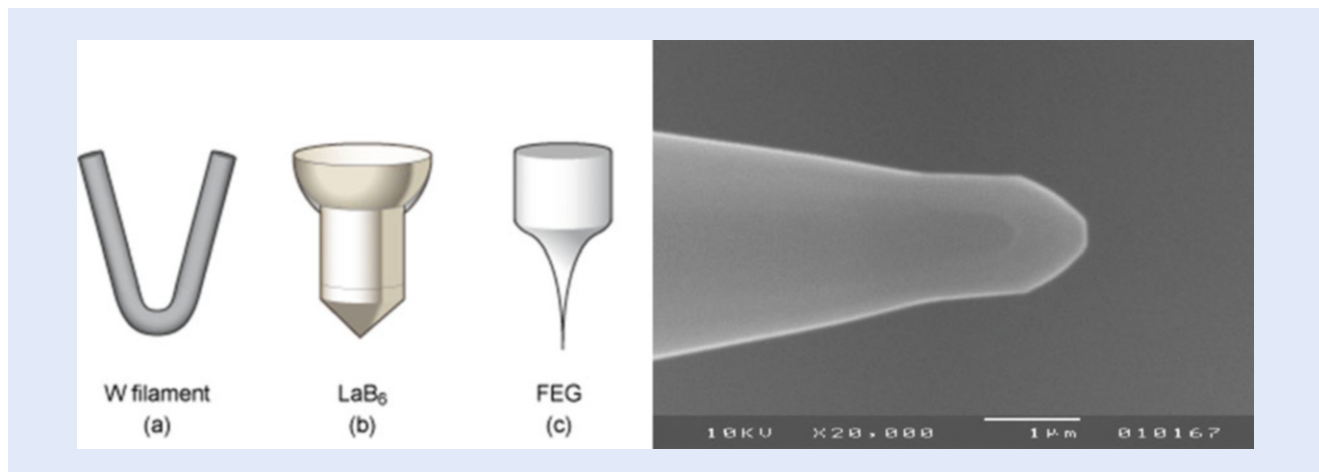 W filament
(a)
LaB₆
(b)
FEG
(c)
10KV X20,000 1μm 010167